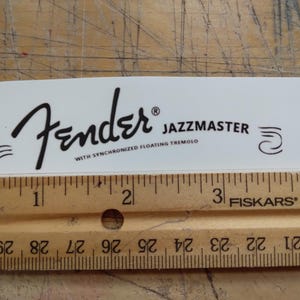 Fender® JAZZMASTER
WITH SYNCHRONIZED FLOATING TREMOLO
1 2 3 FISKARS®
29 28 27 26 25 24 23 22 21